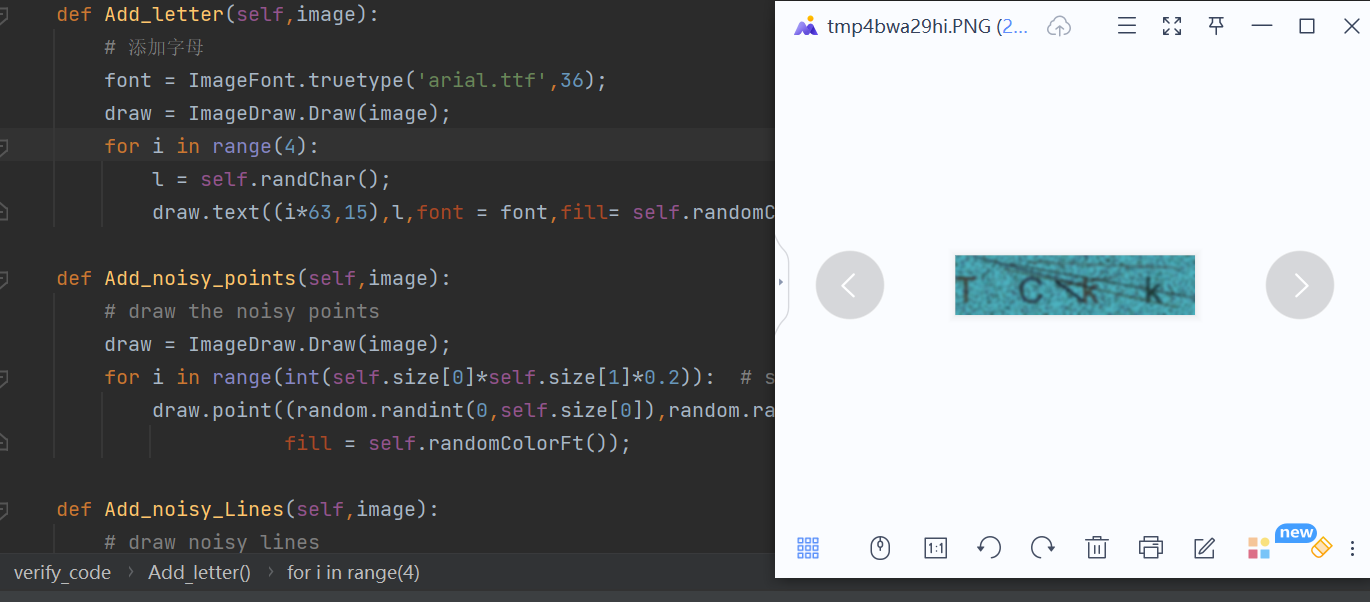 def Add_letter(self,image):
# 添加字母
font = ImageFont.truetype('arial.ttf',36);
draw = ImageDraw.Draw(image);
for i in range(4):
l = self.randChar();
draw.text((i*63,15),l,font = font,fill= self.randomC
def Add_noisy_points(self,image):
# draw the noisy points
draw = ImageDraw.Draw(image);
for i in range(int(self.size[0]*self.size[1]*0.2)):  # s
draw.point((random.randint(0,self.size[0]),random.ra
fill = self.randomColorFt());
def Add_noisy_Lines(self,image):
# draw noisy lines
verify_code › Add_letter() › for i in range(4)
tmp4bwa29hi.PNG (2...
T C k k
1:1
new